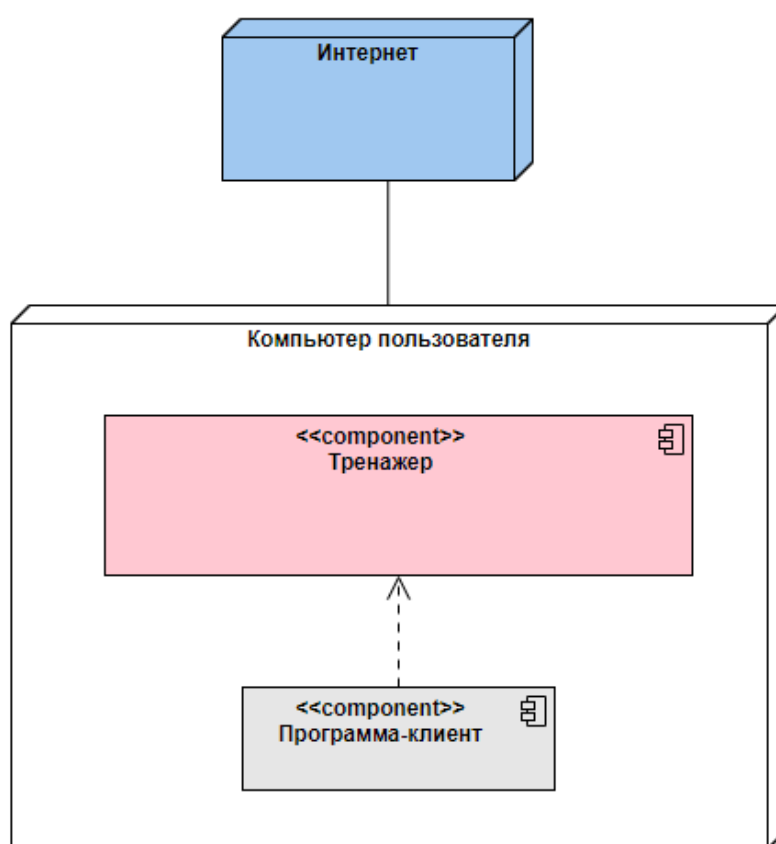 Интернет
Компьютер пользователя
<<component>>
Тренажер
<<component>>
Программа-клиент